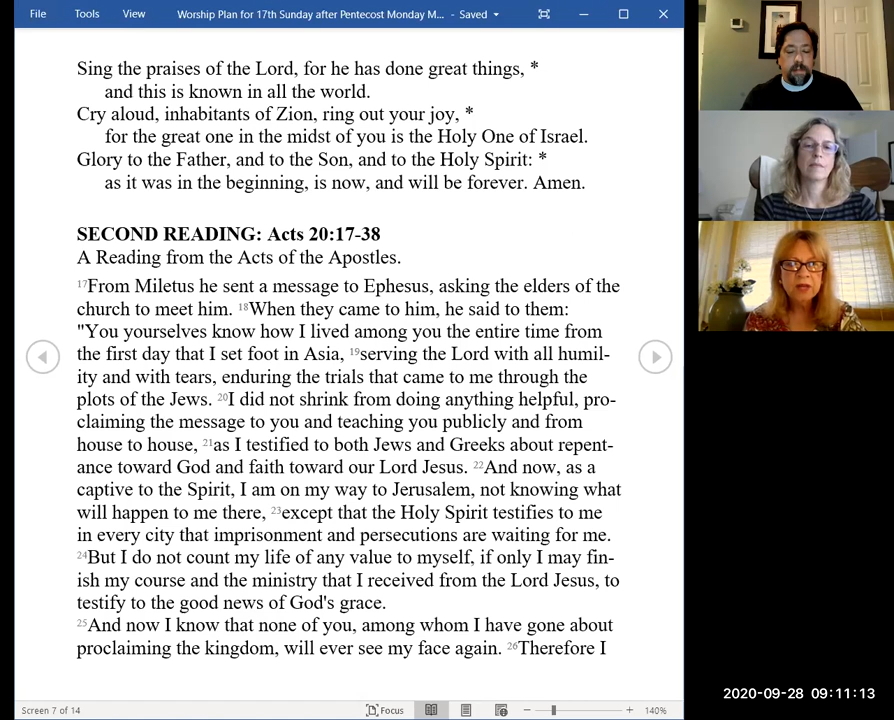 File Tools View Worship Plan for 17th Sunday after Pentecost Monday M... - Saved
Sing the praises of the Lord, for he has done great things, *
and this is known in all the world.
Cry aloud, inhabitants of Zion, ring out your joy, *
for the great one in the midst of you is the Holy One of Israel.
Glory to the Father, and to the Son, and to the Holy Spirit: *
as it was in the beginning, is now, and will be forever. Amen.
SECOND READING: Acts 20:17-38
A Reading from the Acts of the Apostles.
17From Miletus he sent a message to Ephesus, asking the elders of the
church to meet him. 18When they came to him, he said to them:
"You yourselves know how I lived among you the entire time from
the first day that I set foot in Asia, 19serving the Lord with all humil-
ity and with tears, enduring the trials that came to me through the
plots of the Jews. 20I did not shrink from doing anything helpful, pro-
claiming the message to you and teaching you publicly and from
house to house, 21as I testified to both Jews and Greeks about repent-
ance toward God and faith toward our Lord Jesus. 22And now, as a
captive to the Spirit, I am on my way to Jerusalem, not knowing what
will happen to me there, 23except that the Holy Spirit testifies to me
in every city that imprisonment and persecutions are waiting for me.
24But I do not count my life of any value to myself, if only I may fin-
ish my course and the ministry that I received from the Lord Jesus, to
testify to the good news of God's grace.
25And now I know that none of you, among whom I have gone about
proclaiming the kingdom, will ever see my face again. 26Therefore I
Screen 7 of 14 Focus 140%
2020-09-28 09:11:13